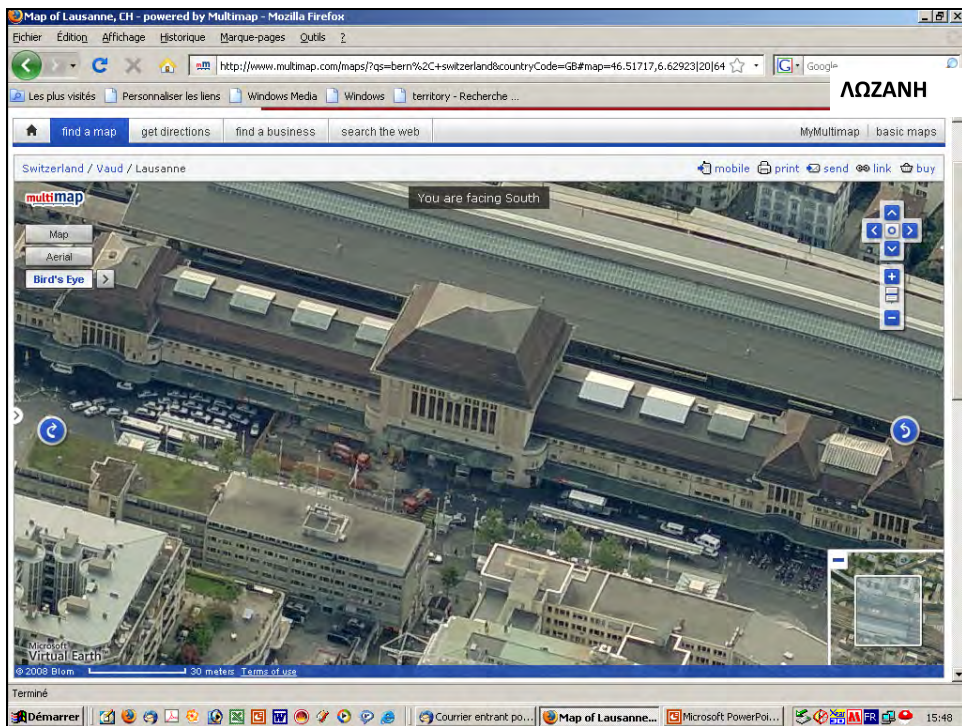 Map of Lausanne, CH - powered by Multimap - Mozilla Firefox
Fichier Édition Affichage Historique Marque-pages Outils ?
http://www.multimap.com/maps/?qs=bern%2C+switzerland&countryCode=GB#map=46.51717,6.62923|20|64 Google
Les plus visités Personnaliser les liens Windows Media Windows territory - Recherche ...
ΛΩΖΑΝΗ
find a map get directions find a business search the web MyMultimap basic maps
Switzerland / Vaud / Lausanne mobile print send link buy
multimap
You are facing South
Map
Aerial
Bird's Eye
Microsoft
Virtual Earth
© 2008 Blom 30 meters Terms of use
Terminé
Démarrer Courrier entrant po... Map of Lausanne... Microsoft PowerPoi... FR 15:48